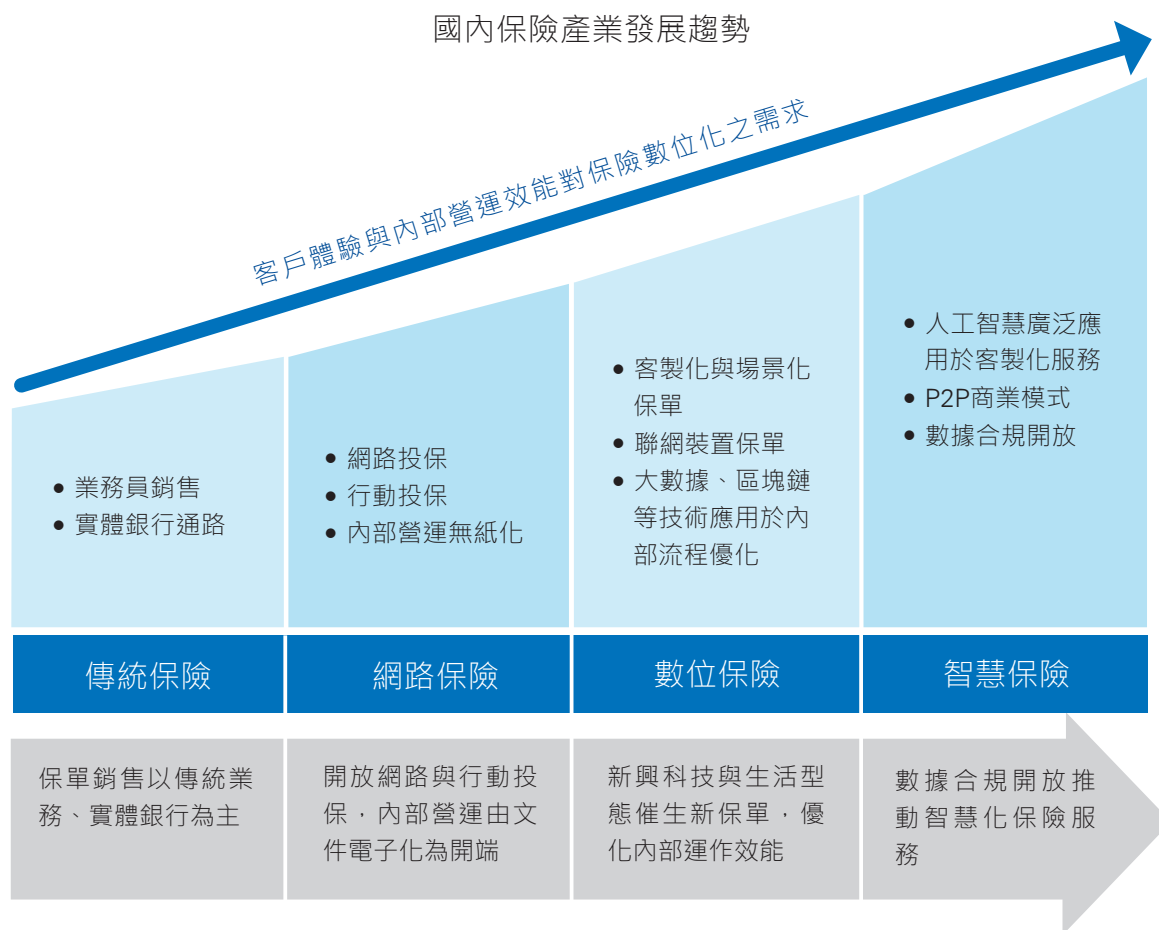 國內保險產業發展趨勢
客戶體驗與內部營運效能對保險數位化之需求
• 業務員銷售
• 實體銀行通路
• 網路投保
• 行動投保
• 內部營運無紙化
• 客製化與場景化
保單
• 聯網裝置保單
• 大數據、區塊鏈
等技術應用於內
部流程優化
• 人工智慧廣泛應
用於客製化服務
• P2P商業模式
• 數據合規開放
傳統保險
網路保險
數位保險
智慧保險
保單銷售以傳統業
務、實體銀行為主
開放網路與行動投
保，內部營運由文
件電子化為開端
新興科技與生活型
態催生新保單，優
化內部運作效能
數據合規開放推
動智慧化保險服
務